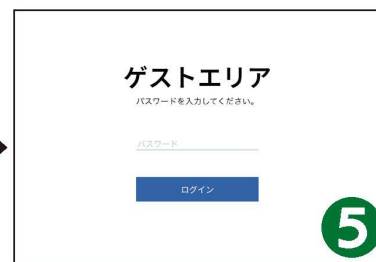 ゲストエリア
パスワードを入力してください。
パスワード
ログイン
5